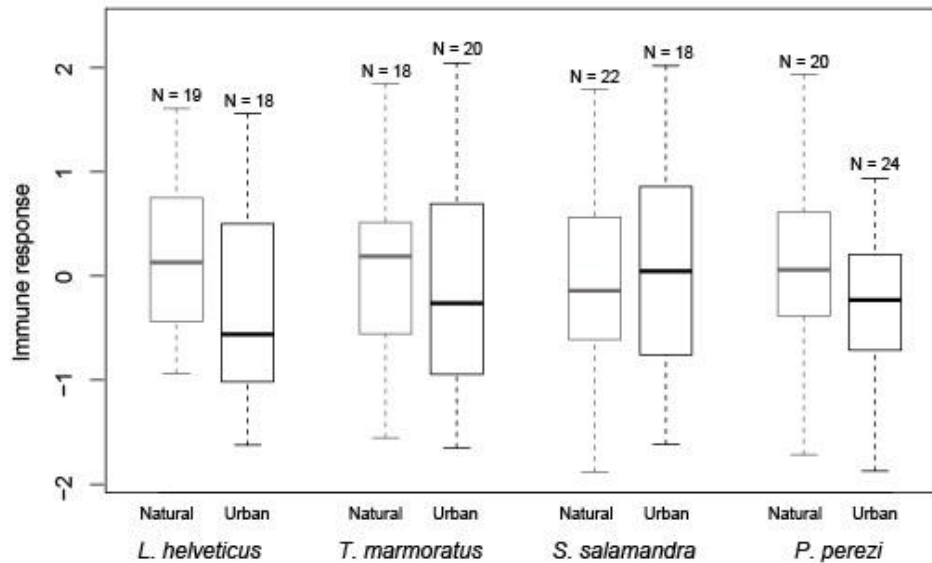 N = 19
N = 18
N = 18
N = 20
N = 22
N = 18
N = 20
N = 24
Immune response
2
1
0
−1
−2
Natural Urban Natural Urban Natural Urban Natural Urban
L. helveticus T. marmoratus S. salamandra P. perezi